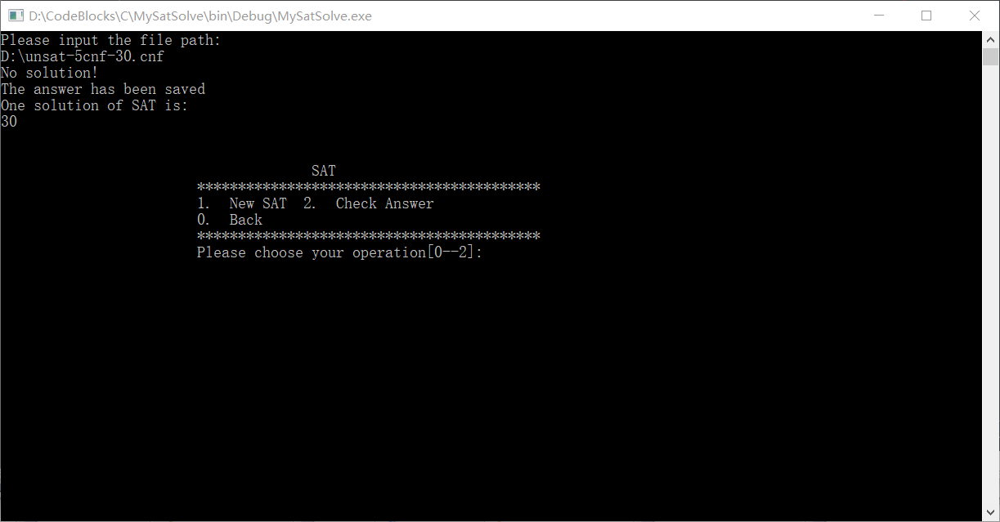 D:\CodeBlocks\C\MySatSolve\bin\Debug\MySatSolve.exe
Please input the file path:
D:\unsat-5cnf-30.cnf
No solution!
The answer has been saved
One solution of SAT is:
30
SAT
******************************************
1. New SAT 2. Check Answer
0. Back
******************************************
Please choose your operation[0--2]: